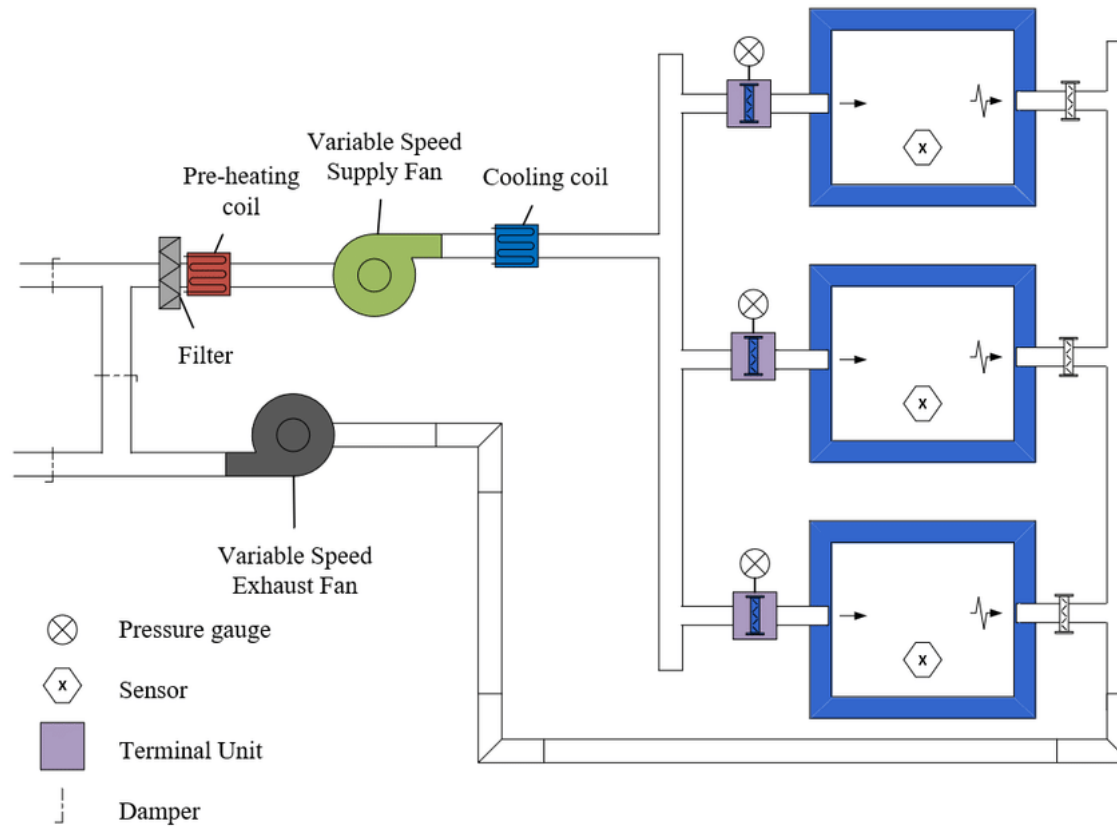 Variable Speed
Supply Fan
Pre-heating
coil
Cooling coil
Filter
Variable Speed
Exhaust Fan
X
X
X
Pressure gauge
X
Sensor
Terminal Unit
Damper